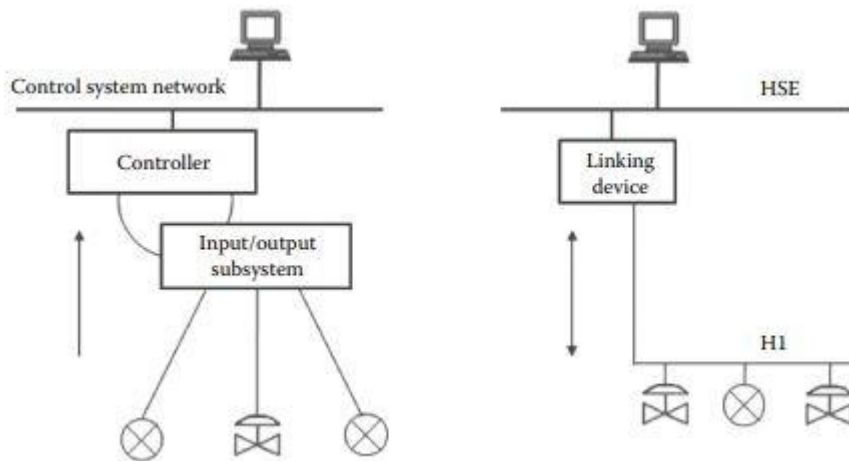 Control system network
Controller
Input/output
subsystem
HSE
Linking
device
H1